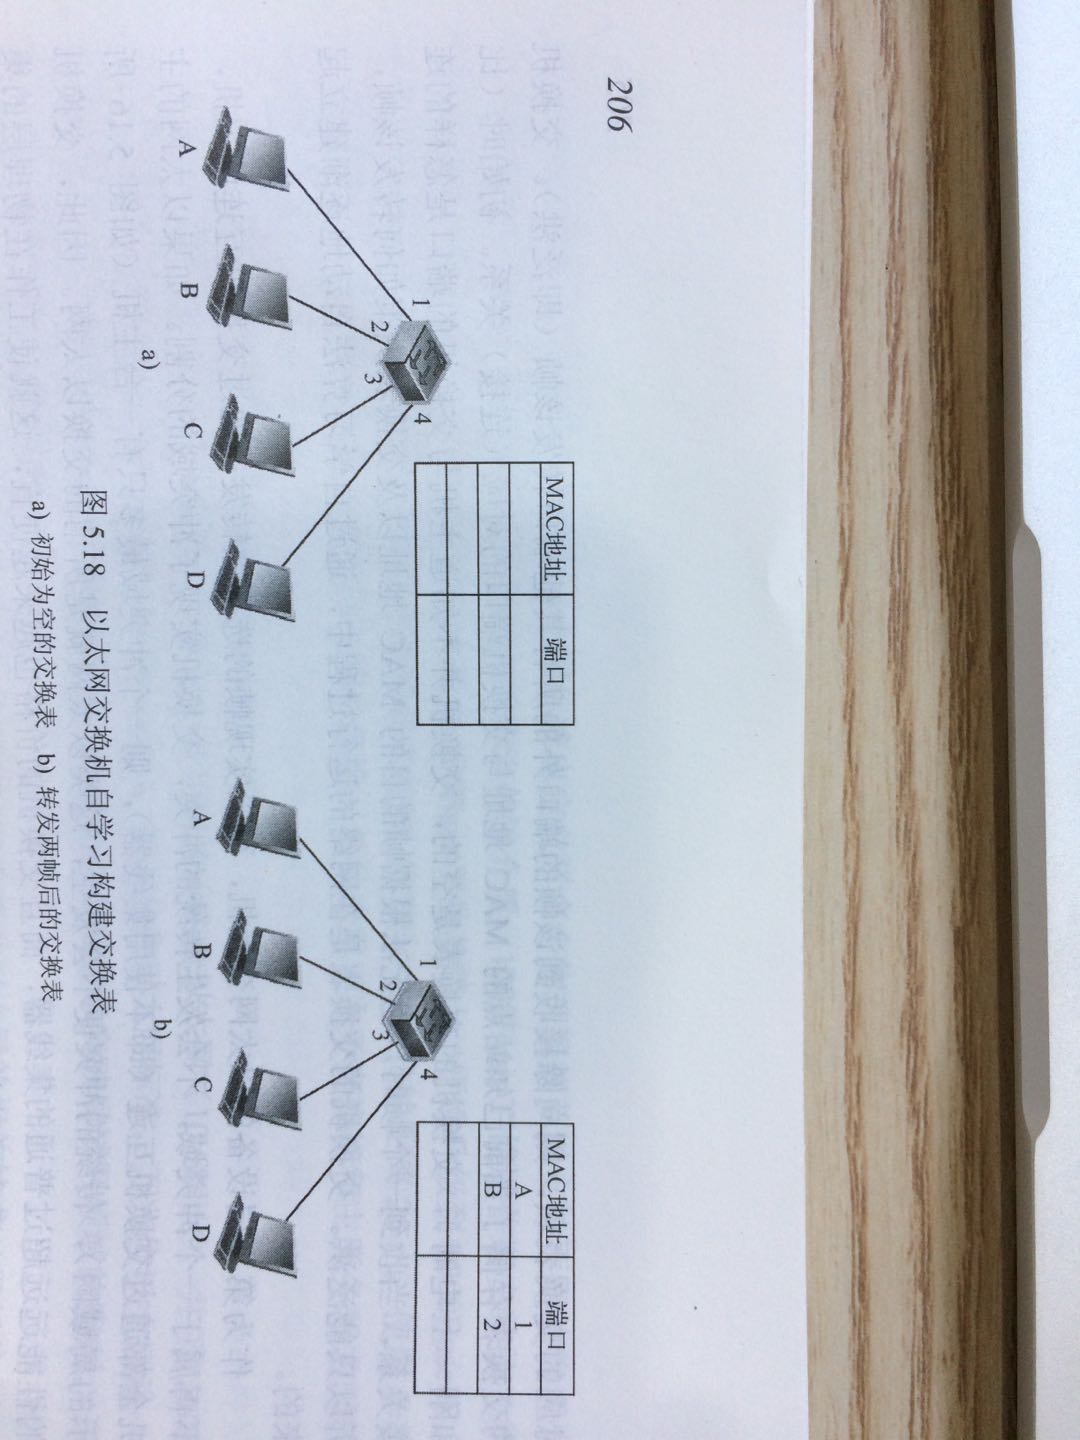 206
1
2
3
4
A
B
C
D
MAC地址 端口
a)
1
2
3
4
A
B
C
D
MAC地址 端口
A 1
B 2
b)
图 5.18 以太网交换机自学习构建交换表
a) 初始为空的交换表 b) 转发两帧后的交换表